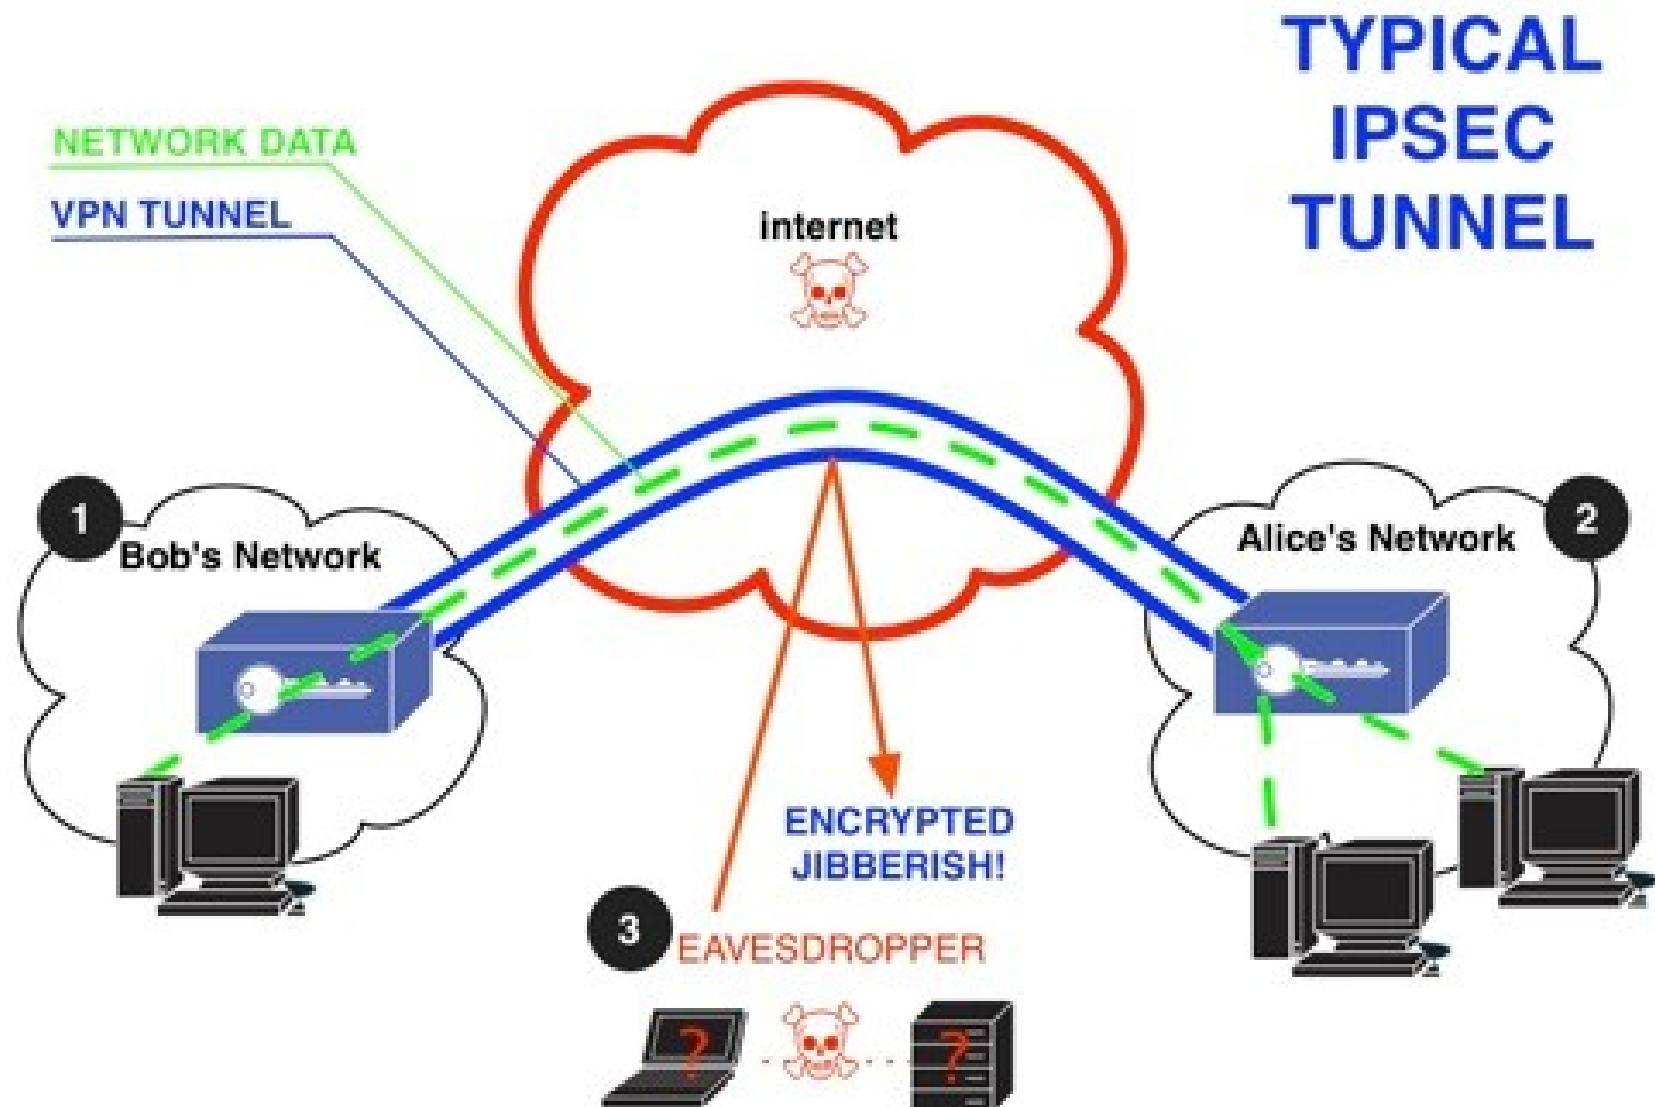 TYPICAL
IPSEC
TUNNEL
NETWORK DATA
VPN TUNNEL
internet
1
Bob's Network
Alice's Network
2
ENCRYPTED
JIBBERISH!
3
EAVESDROPPER
?
?